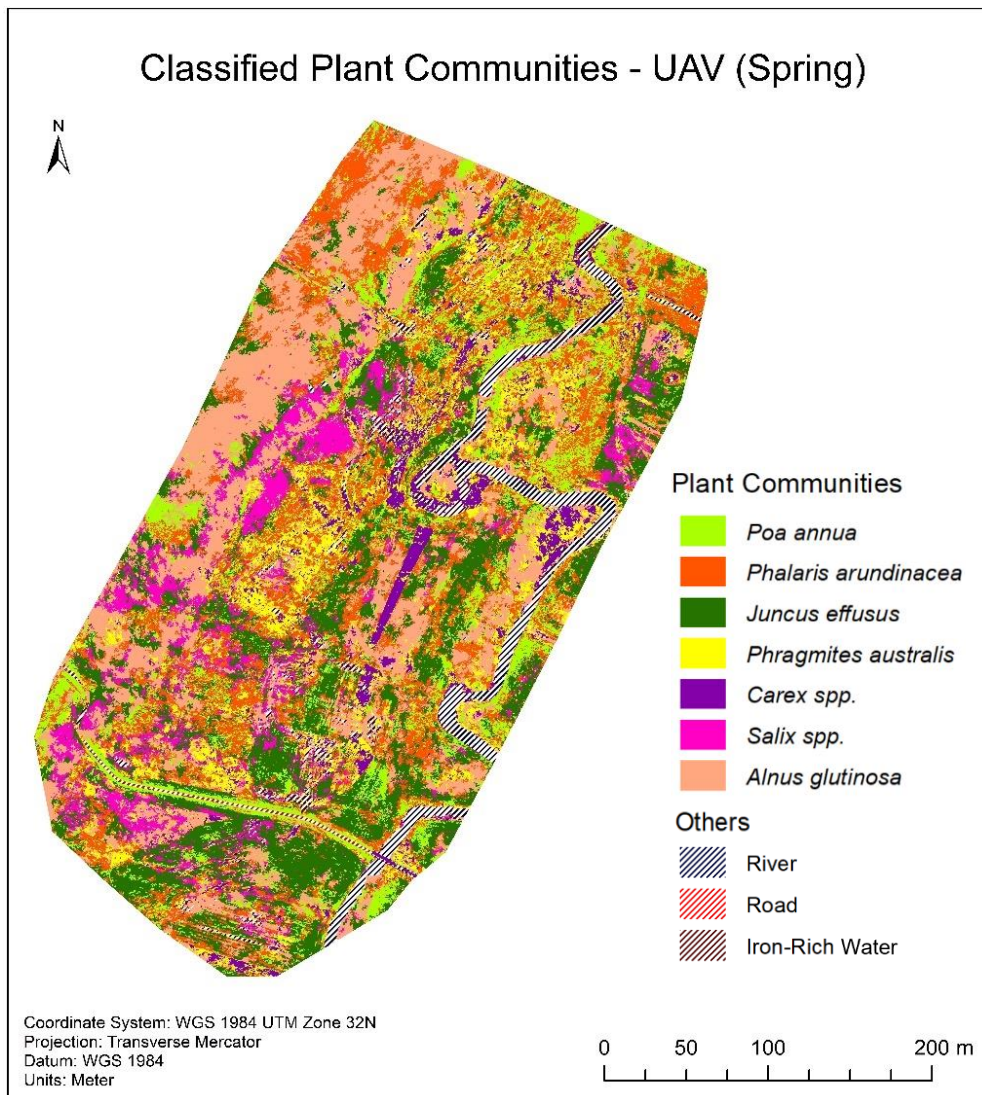 Classified Plant Communities - UAV (Spring)
N
Plant Communities
Poa annua
Phalaris arundinacea
Juncus effusus
Phragmites australis
Carex spp.
Salix spp.
Alnus glutinosa
Others
River
Road
Iron-Rich Water
Coordinate System: WGS 1984 UTM Zone 32N
Projection: Transverse Mercator
Datum: WGS 1984
Units: Meter
0 50 100 200 m